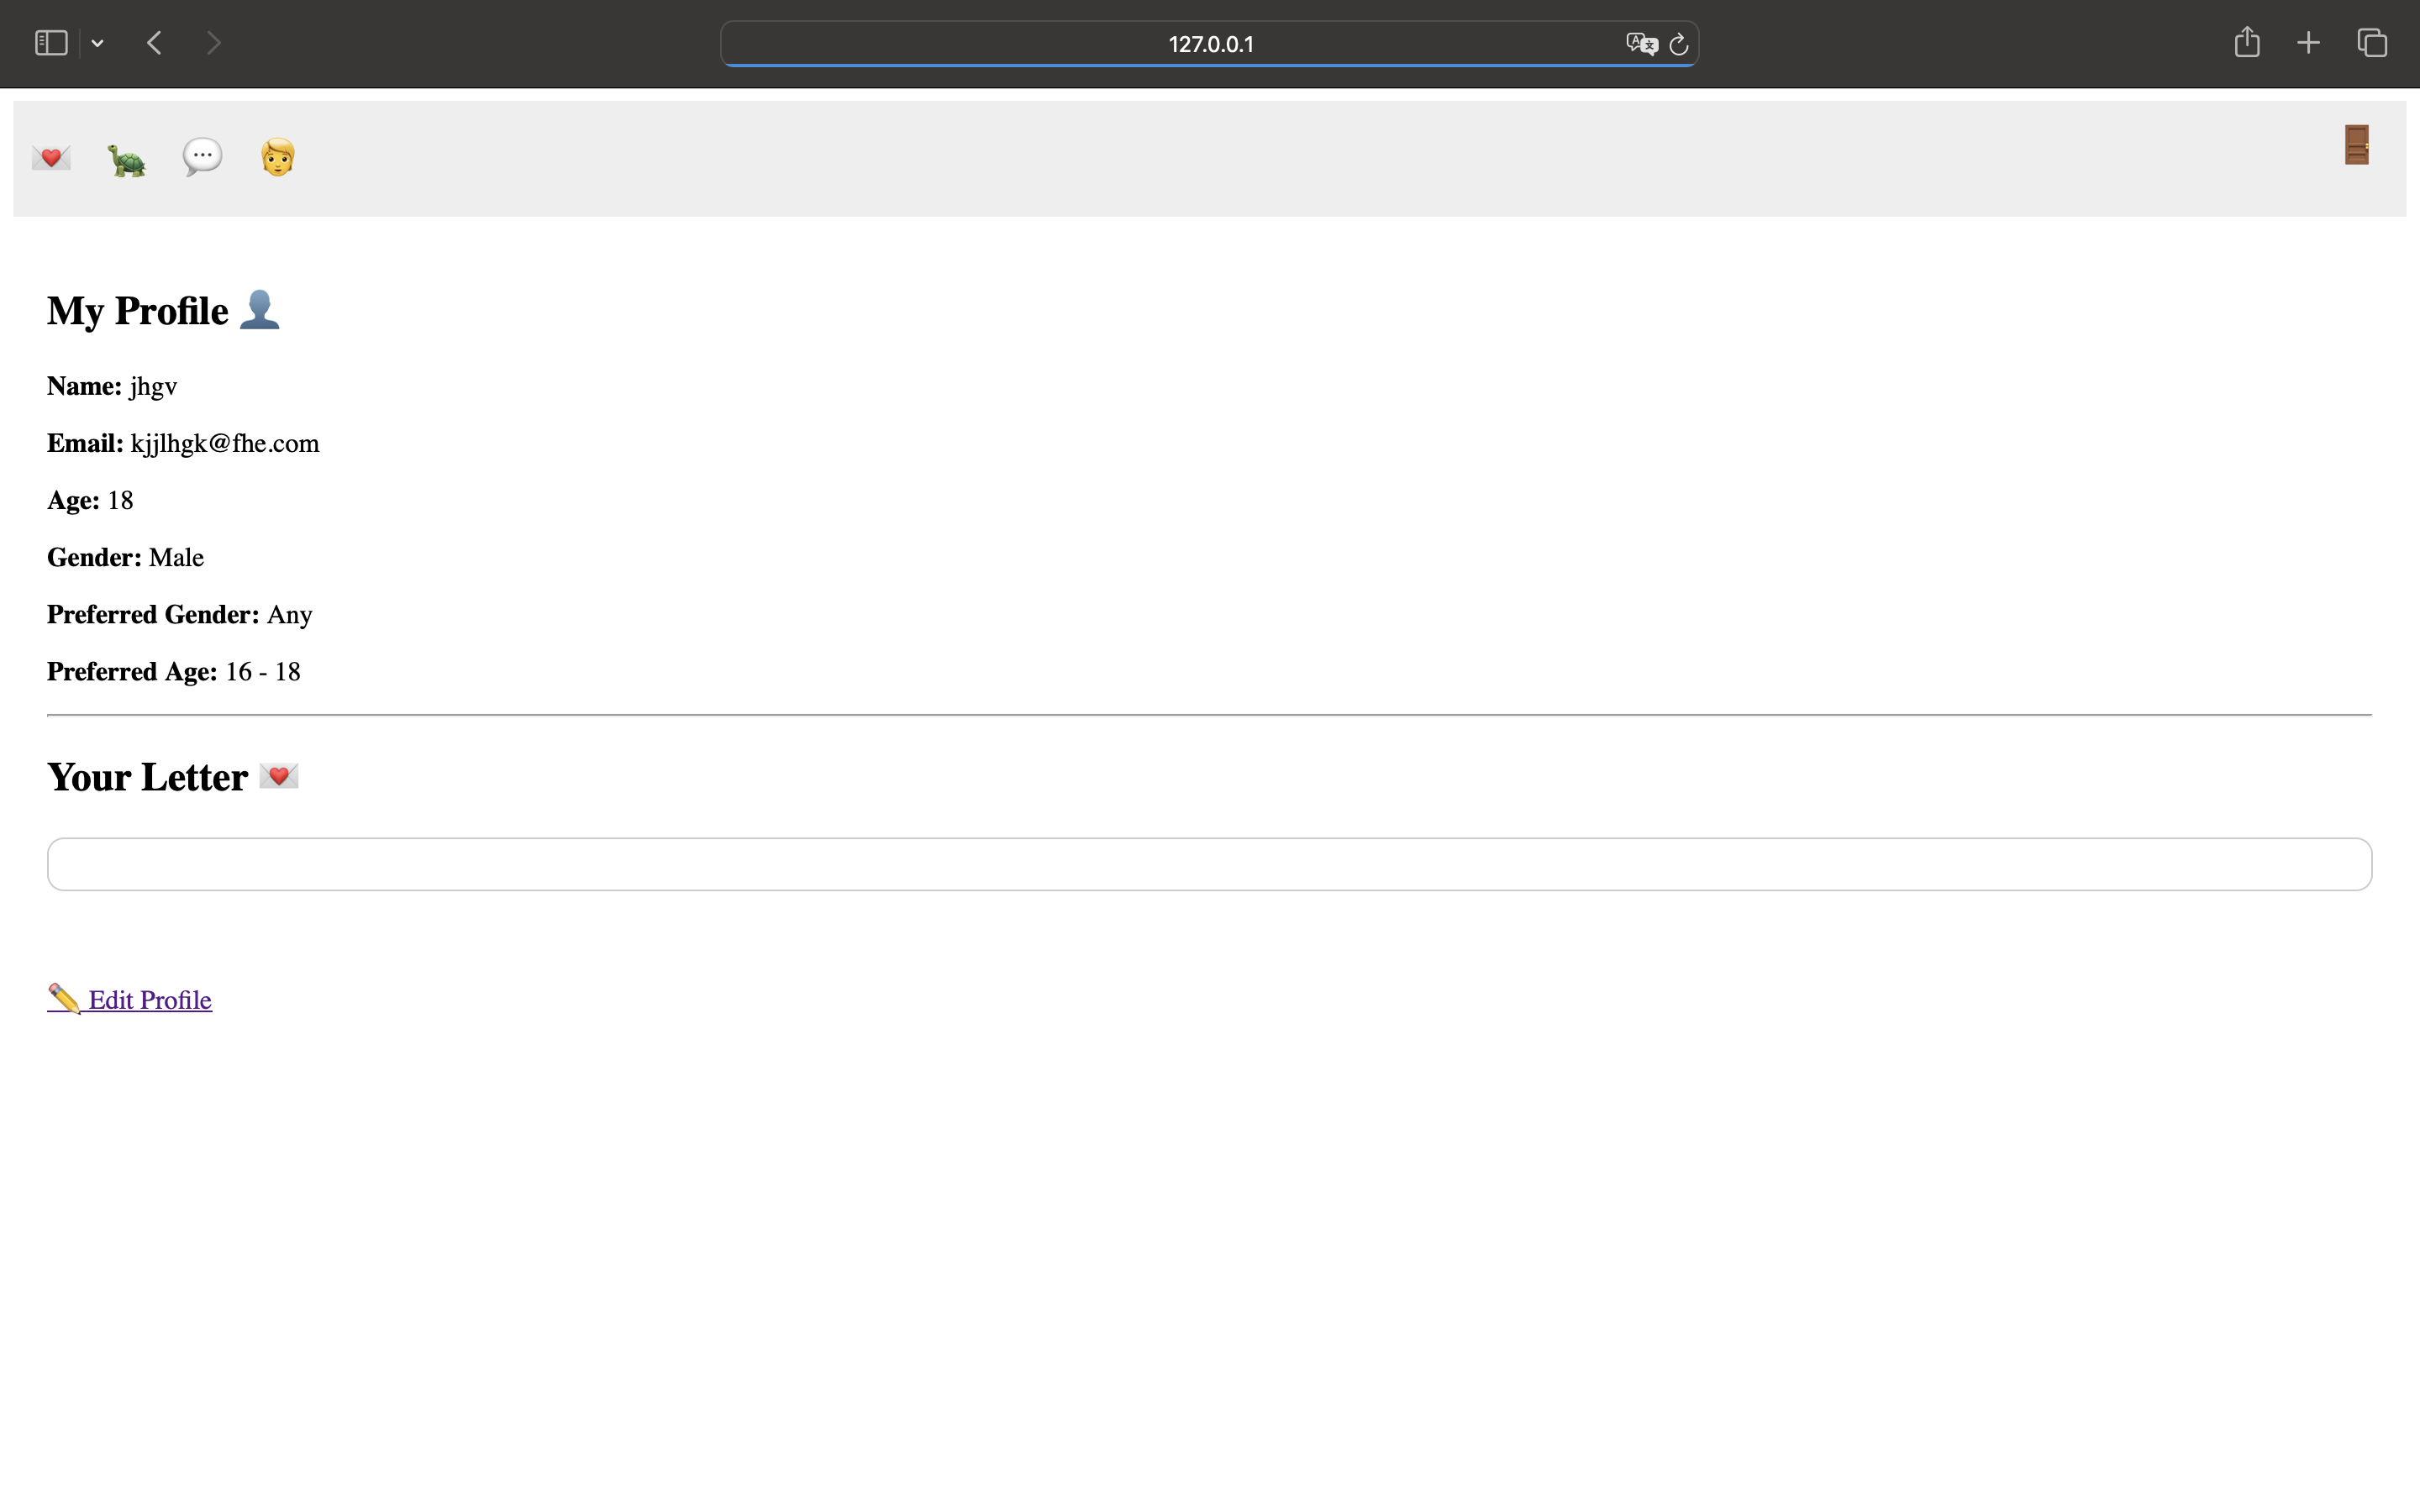 127.0.0.1
My Profile 👤
Name: jhgv
Email: kjjlhgk@fhe.com
Age: 18
Gender: Male
Preferred Gender: Any
Preferred Age: 16 - 18
Your Letter 💌
✏️ Edit Profile